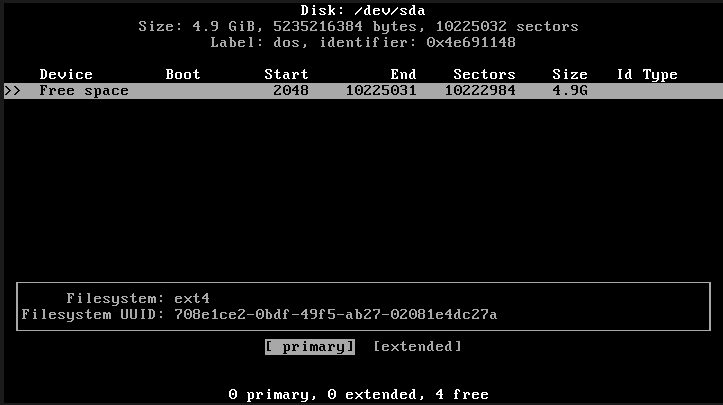 Disk: /dev/sda
Size: 4.9 GiB, 5235216384 bytes, 10225032 sectors
Label: dos, identifier: 0x4e691148
Device Boot Start End Sectors Size Id Type
>> Free space 2048 10225031 10222984 4.9G
Filesystem: ext4
Filesystem UUID: 708e1ce2-0bdf-49f5-ab27-02081e4dc27a
[ primary] [extended]
0 primary, 0 extended, 4 free